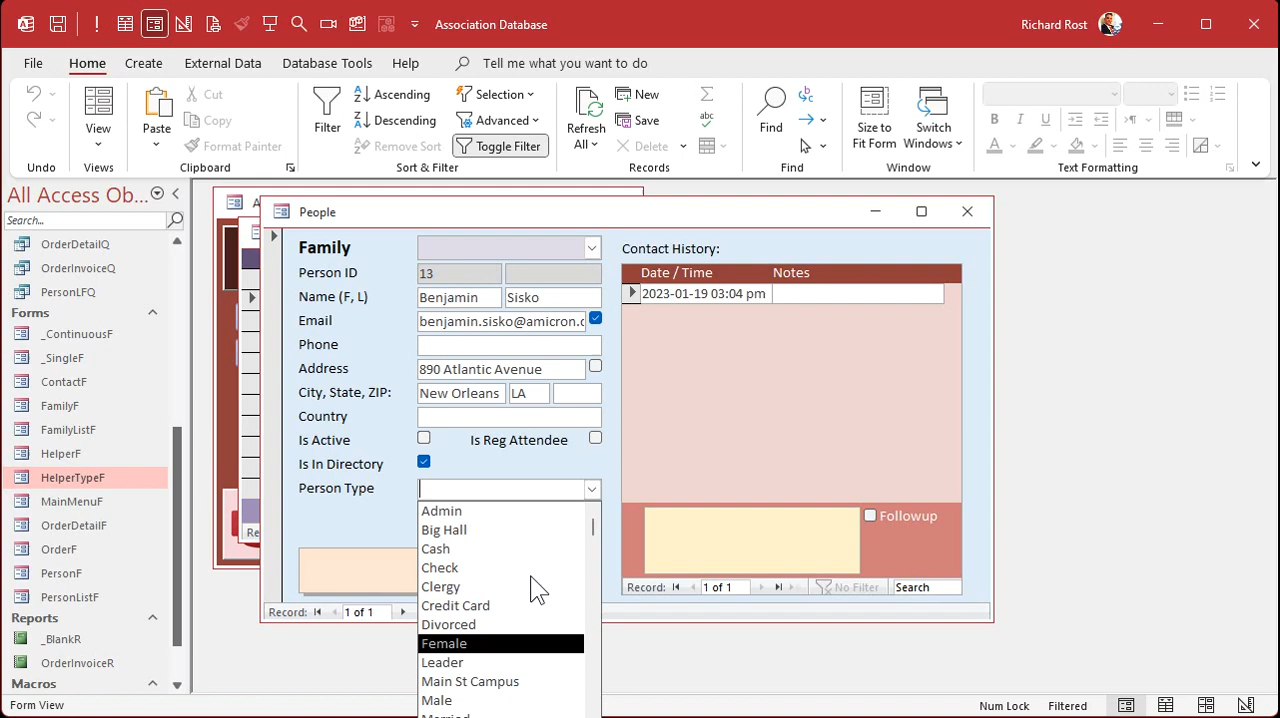 Association Database
Richard Rost
File Home Create External Data Database Tools Help Tell me what you want to do
View
Paste
Cut
Copy
Format Painter
Filter
Ascending
Descending
Remove Sort
Selection
Advanced
Toggle Filter
Refresh
All
New
Save
Delete
Find
Size to
Fit Form
Switch
Windows
Undo Views Clipboard Sort & Filter Records Find Window Text Formatting
All Access Ob...
Search...
OrderDetailQ
OrderInvoiceQ
PersonLFQ
Forms
_ContinuousF
_SingleF
ContactF
FamilyF
FamilyListF
HelperF
HelperTypeF
MainMenuF
OrderDetailF
OrderF
PersonF
PersonListF
Reports
_BlankR
OrderInvoiceR
Macros
A
Re
People
Family
Person ID 13
Name (F, L) Benjamin Sisko
Email benjamin.sisko@amicron.c
Phone
Address 890 Atlantic Avenue
City, State, ZIP: New Orleans LA
Country
Is Active Is Reg Attendee
Is In Directory
Person Type
Admin
Big Hall
Cash
Check
Clergy
Credit Card
Divorced
Female
Leader
Main St Campus
Male
Married
Contact History:
Date / Time Notes
2023-01-19 03:04 pm
Followup
Record: 1 of 1 No Filter Search
Record: 1 of 1
Form View Num Lock Filtered